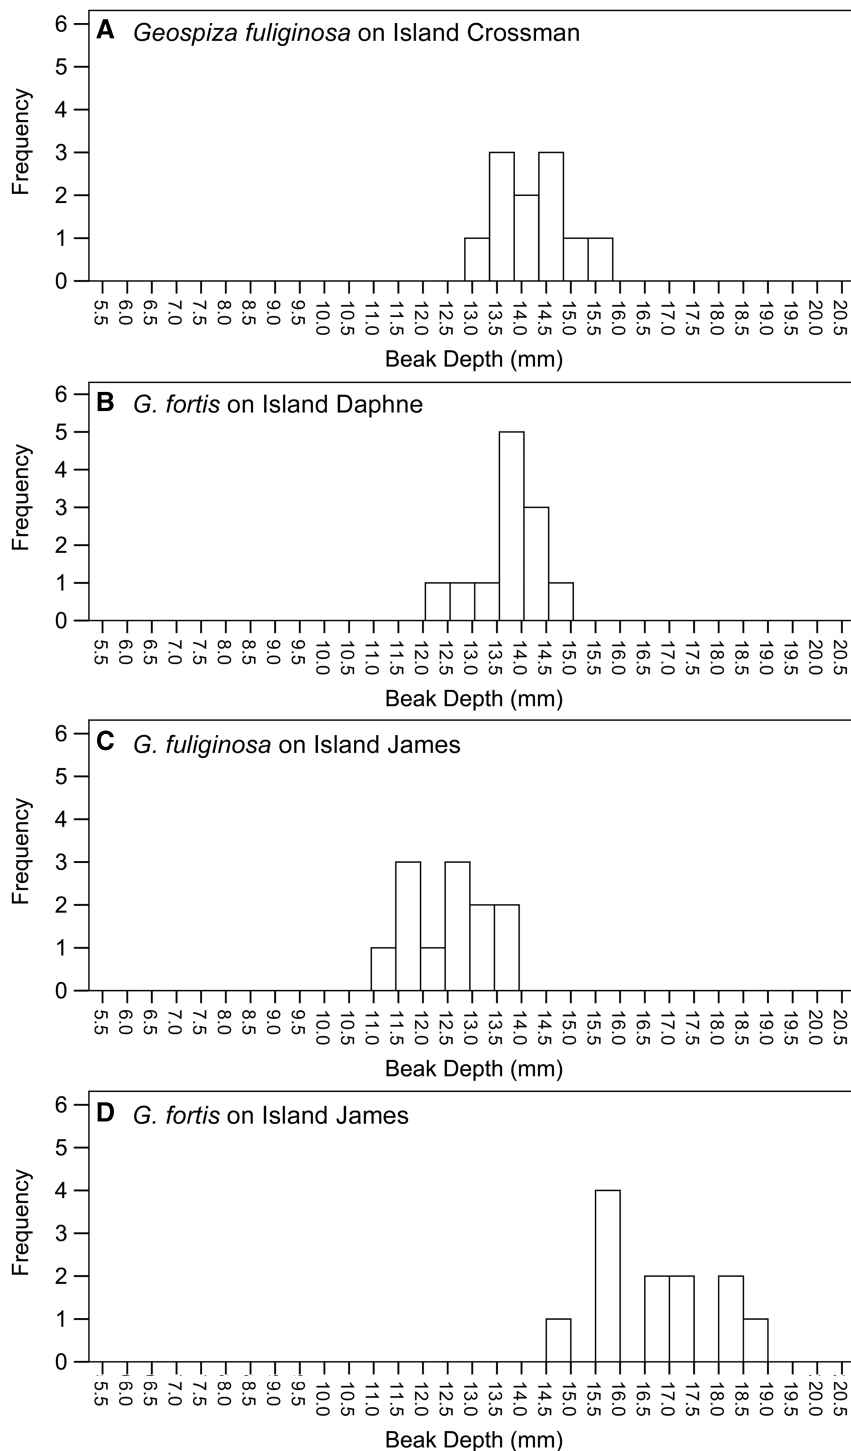 A Geospiza fuliginosa on Island Crossman
Frequency
6
5
4
3
2
1
0
5.5 6.0 6.5 7.0 7.5 8.0 8.5 9.0 9.5 10.0 10.5 11.0 11.5 12.0 12.5 13.0 13.5 14.0 14.5 15.0 15.5 16.0 16.5 17.0 17.5 18.0 18.5 19.0 19.5 20.0 20.5
Beak Depth (mm)
B G. fortis on Island Daphne
Frequency
6
5
4
3
2
1
0
5.5 6.0 6.5 7.0 7.5 8.0 8.5 9.0 9.5 10.0 10.5 11.0 11.5 12.0 12.5 13.0 13.5 14.0 14.5 15.0 15.5 16.0 16.5 17.0 17.5 18.0 18.5 19.0 19.5 20.0 20.5
Beak Depth (mm)
C G. fuliginosa on Island James
Frequency
6
5
4
3
2
1
0
5.5 6.0 6.5 7.0 7.5 8.0 8.5 9.0 9.5 10.0 10.5 11.0 11.5 12.0 12.5 13.0 13.5 14.0 14.5 15.0 15.5 16.0 16.5 17.0 17.5 18.0 18.5 19.0 19.5 20.0 20.5
Beak Depth (mm)
D G. fortis on Island James
Frequency
6
5
4
3
2
1
0
5.5 6.0 6.5 7.0 7.5 8.0 8.5 9.0 9.5 10.0 10.5 11.0 11.5 12.0 12.5 13.0 13.5 14.0 14.5 15.0 15.5 16.0 16.5 17.0 17.5 18.0 18.5 19.0 19.5 20.0 20.5
Beak Depth (mm)